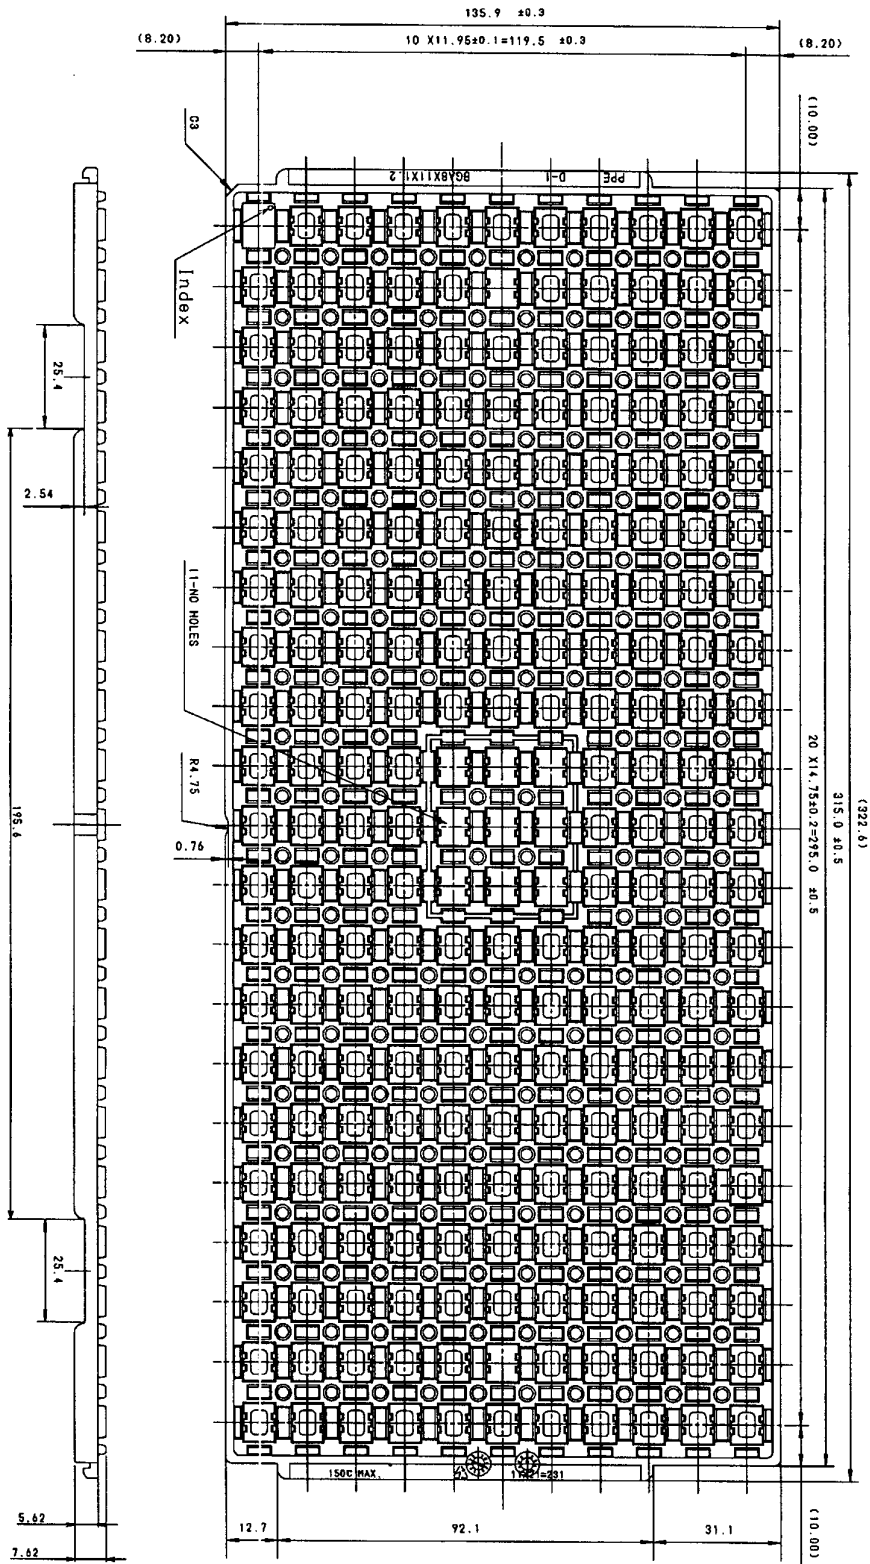 135.9 ±0.3
(8.20)
10 X11.95±0.1=119.5 ±0.3
(8.20)
(10.00)
C3
BGA8X11X1.2
D-1
PPE
Index
25.4
2.54
11-NO HOLES
R4.75
0.76
195.6
20 X14.75±0.2=295.0 ±0.5
315.0 ±0.5
(322.6)
25.4
150℃ MAX.
11X21=231
5.62
7.62
12.7
92.1
31.1
(10.00)